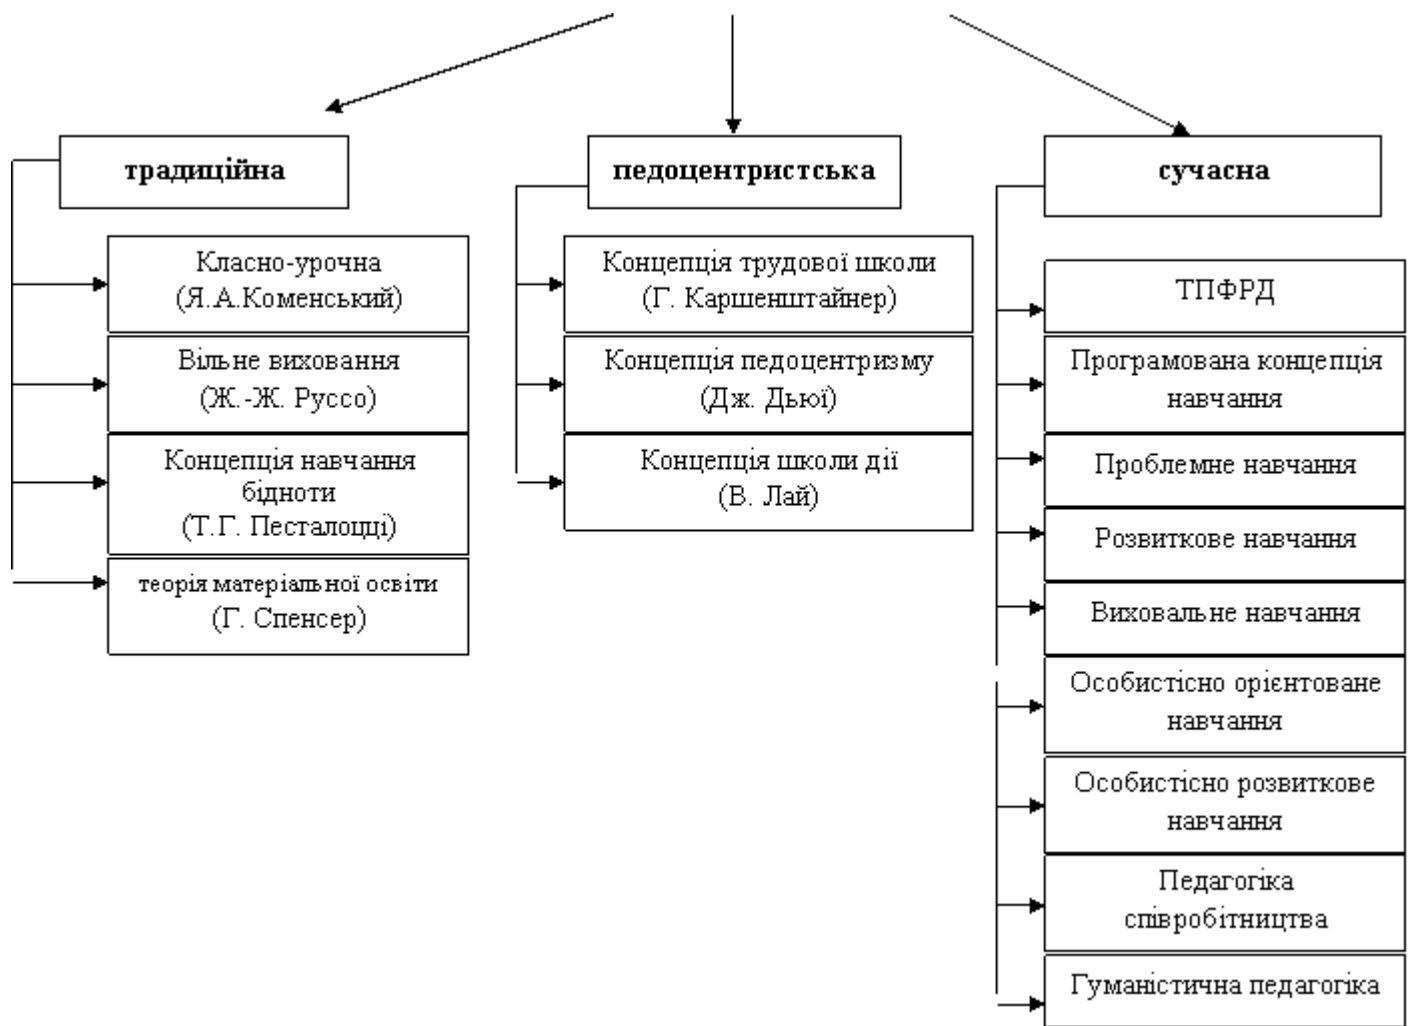 традиційна
Класно-урочна
(Я.А.Коменський)
Вільне виховання
(Ж.-Ж. Руссо)
Концепція навчання
бідноти
(Т.Г. Песталоцці)
теорія матеріальної освіти
(Г. Спенсер)
педоцентристська
Концепція трудової школи
(Г. Каршенштайнер)
Концепція педоцентризму
(Дж. Дьюї)
Концепція школи дії
(В. Лай)
сучасна
ТПФРД
Програмована концепція
навчання
Проблемне навчання
Розвиткове навчання
Виховальне навчання
Особистісно орієнтоване
навчання
Особистісно розвиткове
навчання
Педагогіка
співробітництва
Гуманістична педагогіка